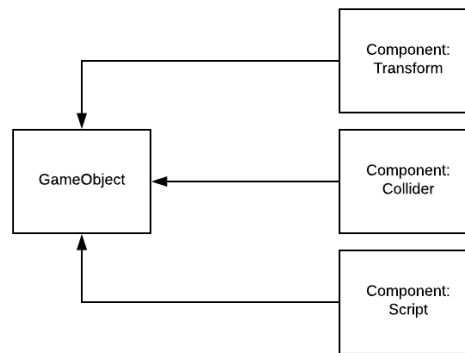 Component:
Transform
GameObject
Component:
Collider
Component:
Script